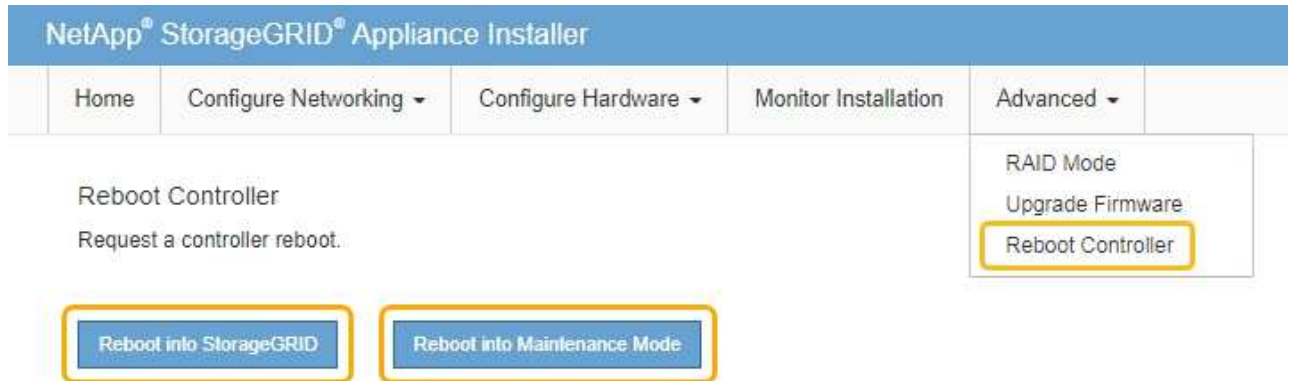 NetApp® StorageGRID® Appliance Installer
Home Configure Networking Configure Hardware Monitor Installation Advanced
RAID Mode
Upgrade Firmware
Reboot Controller
Reboot Controller
Request a controller reboot.
Reboot into StorageGRID Reboot into Maintenance Mode